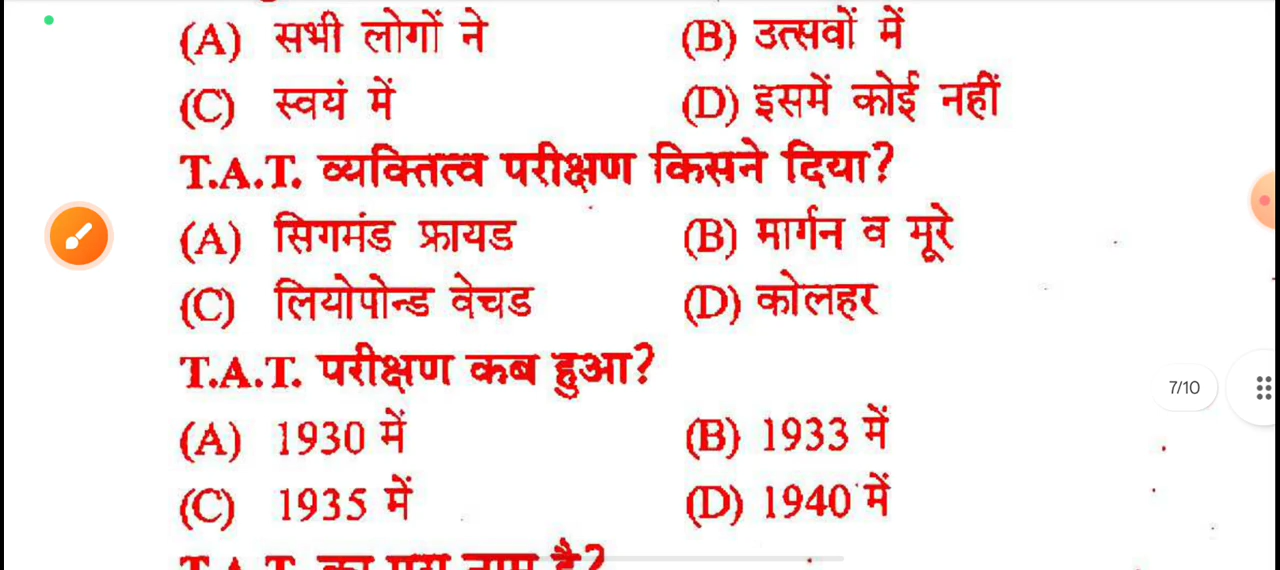 (A) सभी लोगों ने (B) उत्सवों में
(C) स्वयं में (D) इसमें कोई नहीं
T.A.T. व्यक्तित्व परीक्षण किसने दिया?
(A) सिगमंड फ्रायड (B) मार्गन व मूरे
(C) लियोपोन्ड वेचड (D) कोलहर
T.A.T. परीक्षण कब हुआ?
(A) 1930 में (B) 1933 में
7/10
(C) 1935 में (D) 1940 में
T.A.T. का पूरा नाम है?